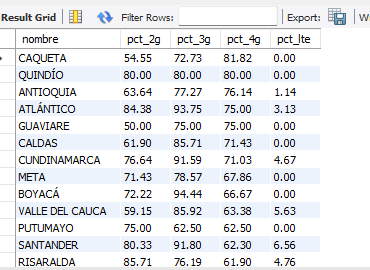 Result Grid Filter Rows: Export:
nombre pct_2g pct_3g pct_4g pct_lte
CAQUETA 54.55 72.73 81.82 0.00
QUINDÍO 80.00 80.00 80.00 0.00
ANTIOQUIA 63.64 77.27 76.14 1.14
ATLÁNTICO 84.38 93.75 75.00 3.13
GUAVIARE 50.00 75.00 75.00 0.00
CALDAS 61.90 85.71 71.43 0.00
CUNDINAMARCA 76.64 91.59 71.03 4.67
META 71.43 78.57 67.86 0.00
BOYACÁ 72.22 94.44 66.67 0.00
VALLE DEL CAUCA 59.15 85.92 63.38 5.63
PUTUMAYO 75.00 62.50 62.50 0.00
SANTANDER 80.33 91.80 62.30 6.56
RISARALDA 85.71 76.19 61.90 4.76